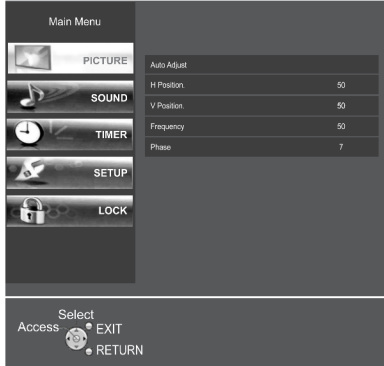 Main Menu
PICTURE
SOUND
TIMER
SETUP
LOCK
Auto Adjust
H Position. 50
V Position. 50
Frequency 50
Phase 7
Select
Access
EXIT
RETURN